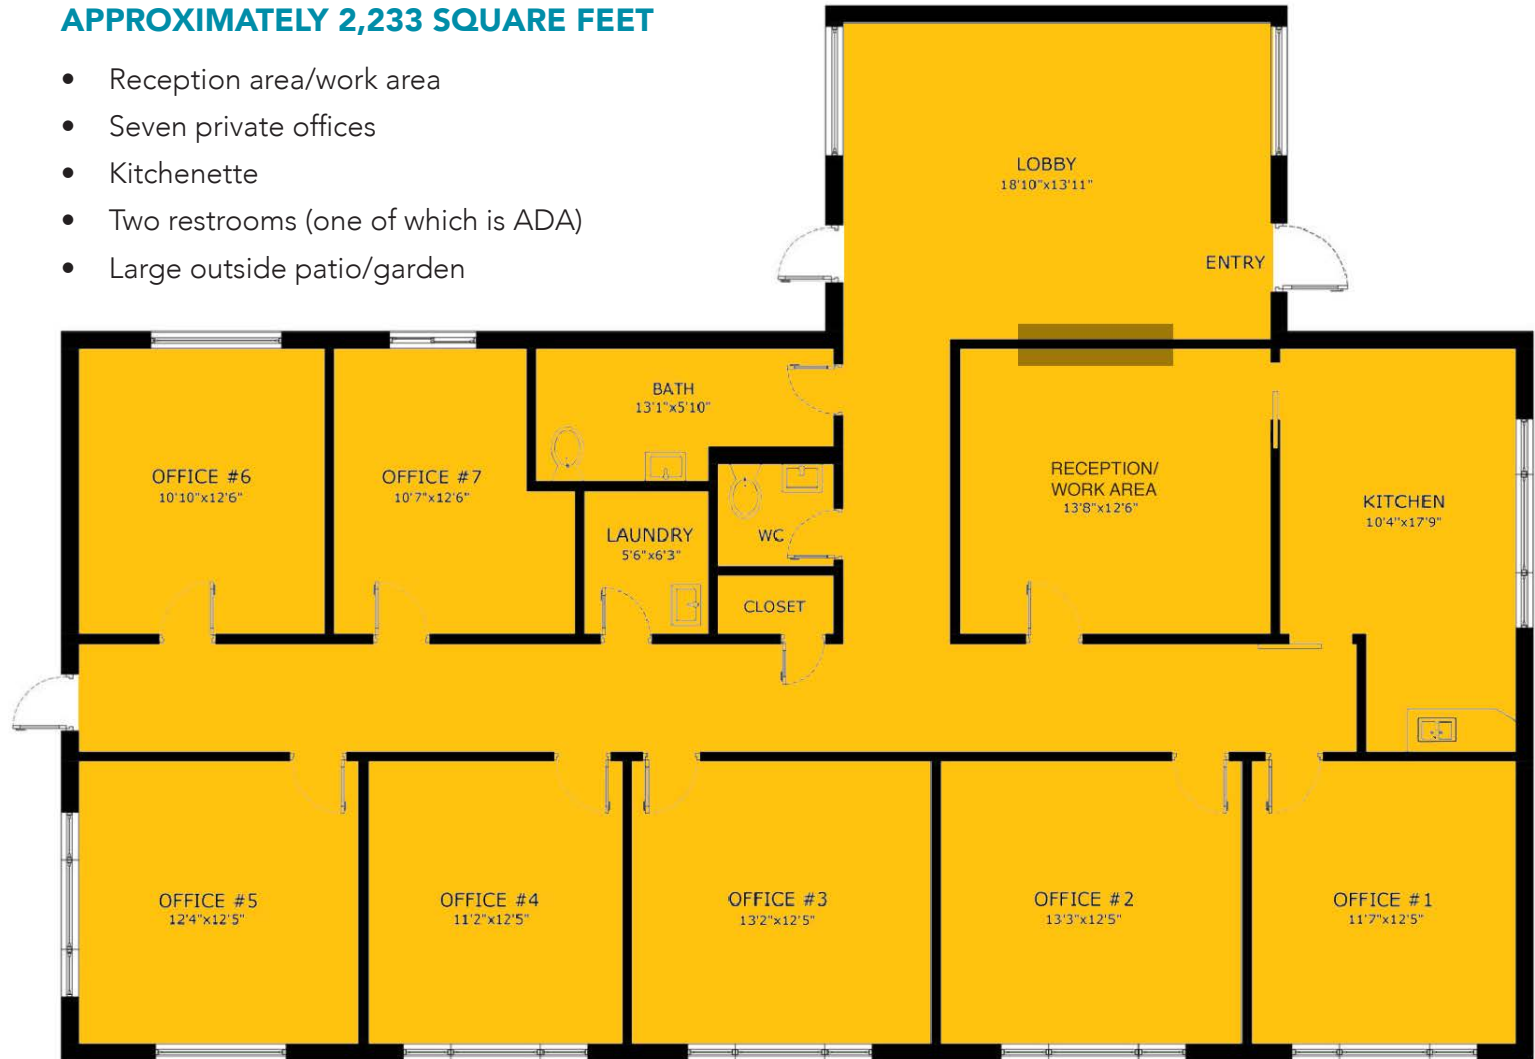 APPROXIMATELY 2,233 SQUARE FEET
• Reception area/work area
• Seven private offices
• Kitchenette
• Two restrooms (one of which is ADA)
• Large outside patio/garden
LOBBY
18'10"x13'11"
ENTRY
BATH
13'1"x5'10"
OFFICE #6
10'10"x12'6"
OFFICE #7
10'7"x12'6"
RECEPTION/
WORK AREA
13'8"x12'6"
KITCHEN
10'4"x17'9"
LAUNDRY
5'6"x6'3"
WC
CLOSET
OFFICE #5
12'4"x12'5"
OFFICE #4
11'2"x12'5"
OFFICE #3
13'2"x12'5"
OFFICE #2
13'3"x12'5"
OFFICE #1
11'7"x12'5"